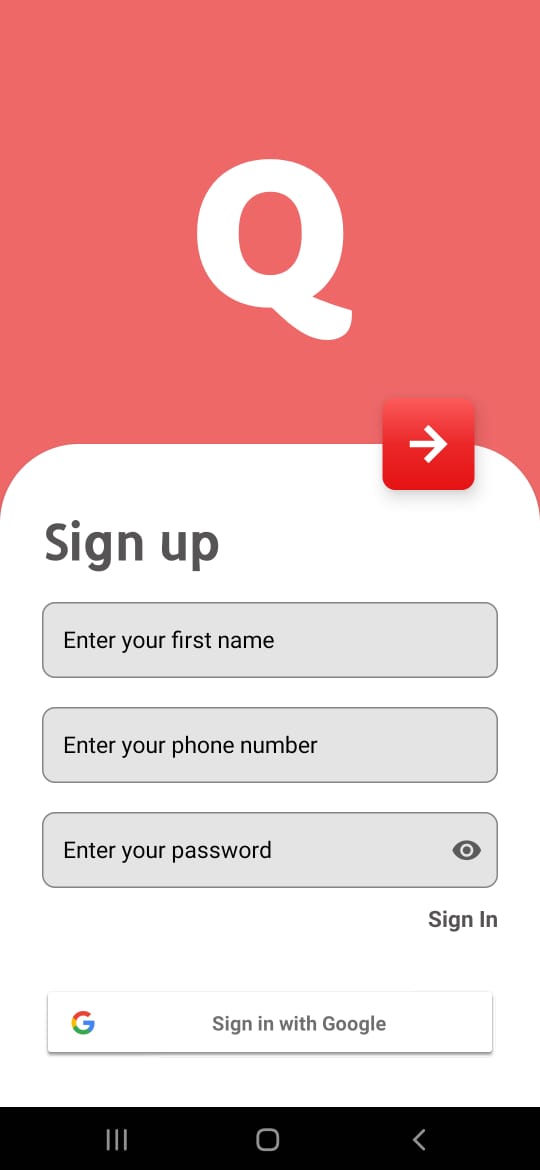 Q
Sign up
Enter your first name
Enter your phone number
Enter your password
Sign In
G
Sign in with Google